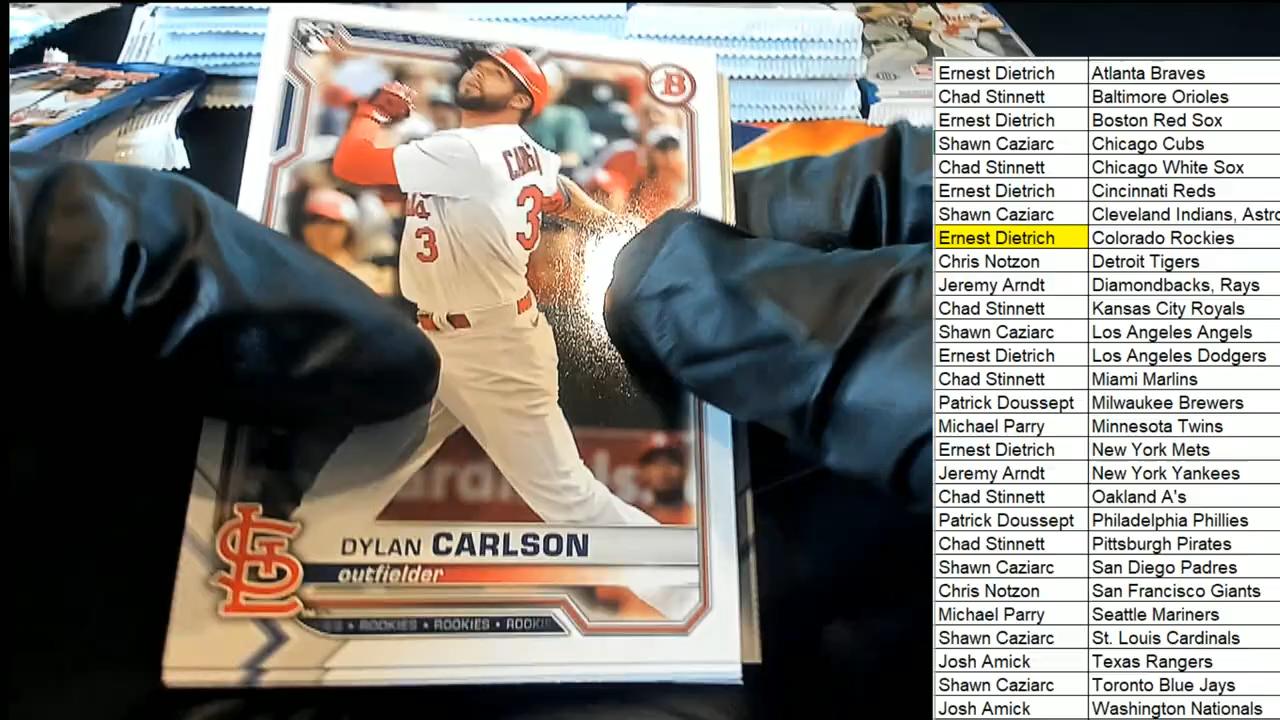 B
CARLS
3
3
DYLAN CARLSON
outfielder
• ROOKIES • ROOKIES • ROOKI
Ernest Dietrich Atlanta Braves
Chad Stinnett Baltimore Orioles
Ernest Dietrich Boston Red Sox
Shawn Caziarc Chicago Cubs
Chad Stinnett Chicago White Sox
Ernest Dietrich Cincinnati Reds
Shawn Caziarc Cleveland Indians, Astro
Ernest Dietrich Colorado Rockies
Chris Notzon Detroit Tigers
Jeremy Arndt Diamondbacks, Rays
Chad Stinnett Kansas City Royals
Shawn Caziarc Los Angeles Angels
Ernest Dietrich Los Angeles Dodgers
Chad Stinnett Miami Marlins
Patrick Doussept Milwaukee Brewers
Michael Parry Minnesota Twins
Ernest Dietrich New York Mets
Jeremy Arndt New York Yankees
Chad Stinnett Oakland A's
Patrick Doussept Philadelphia Phillies
Chad Stinnett Pittsburgh Pirates
Shawn Caziarc San Diego Padres
Chris Notzon San Francisco Giants
Michael Parry Seattle Mariners
Shawn Caziarc St. Louis Cardinals
Josh Amick Texas Rangers
Shawn Caziarc Toronto Blue Jays
Josh Amick Washington Nationals